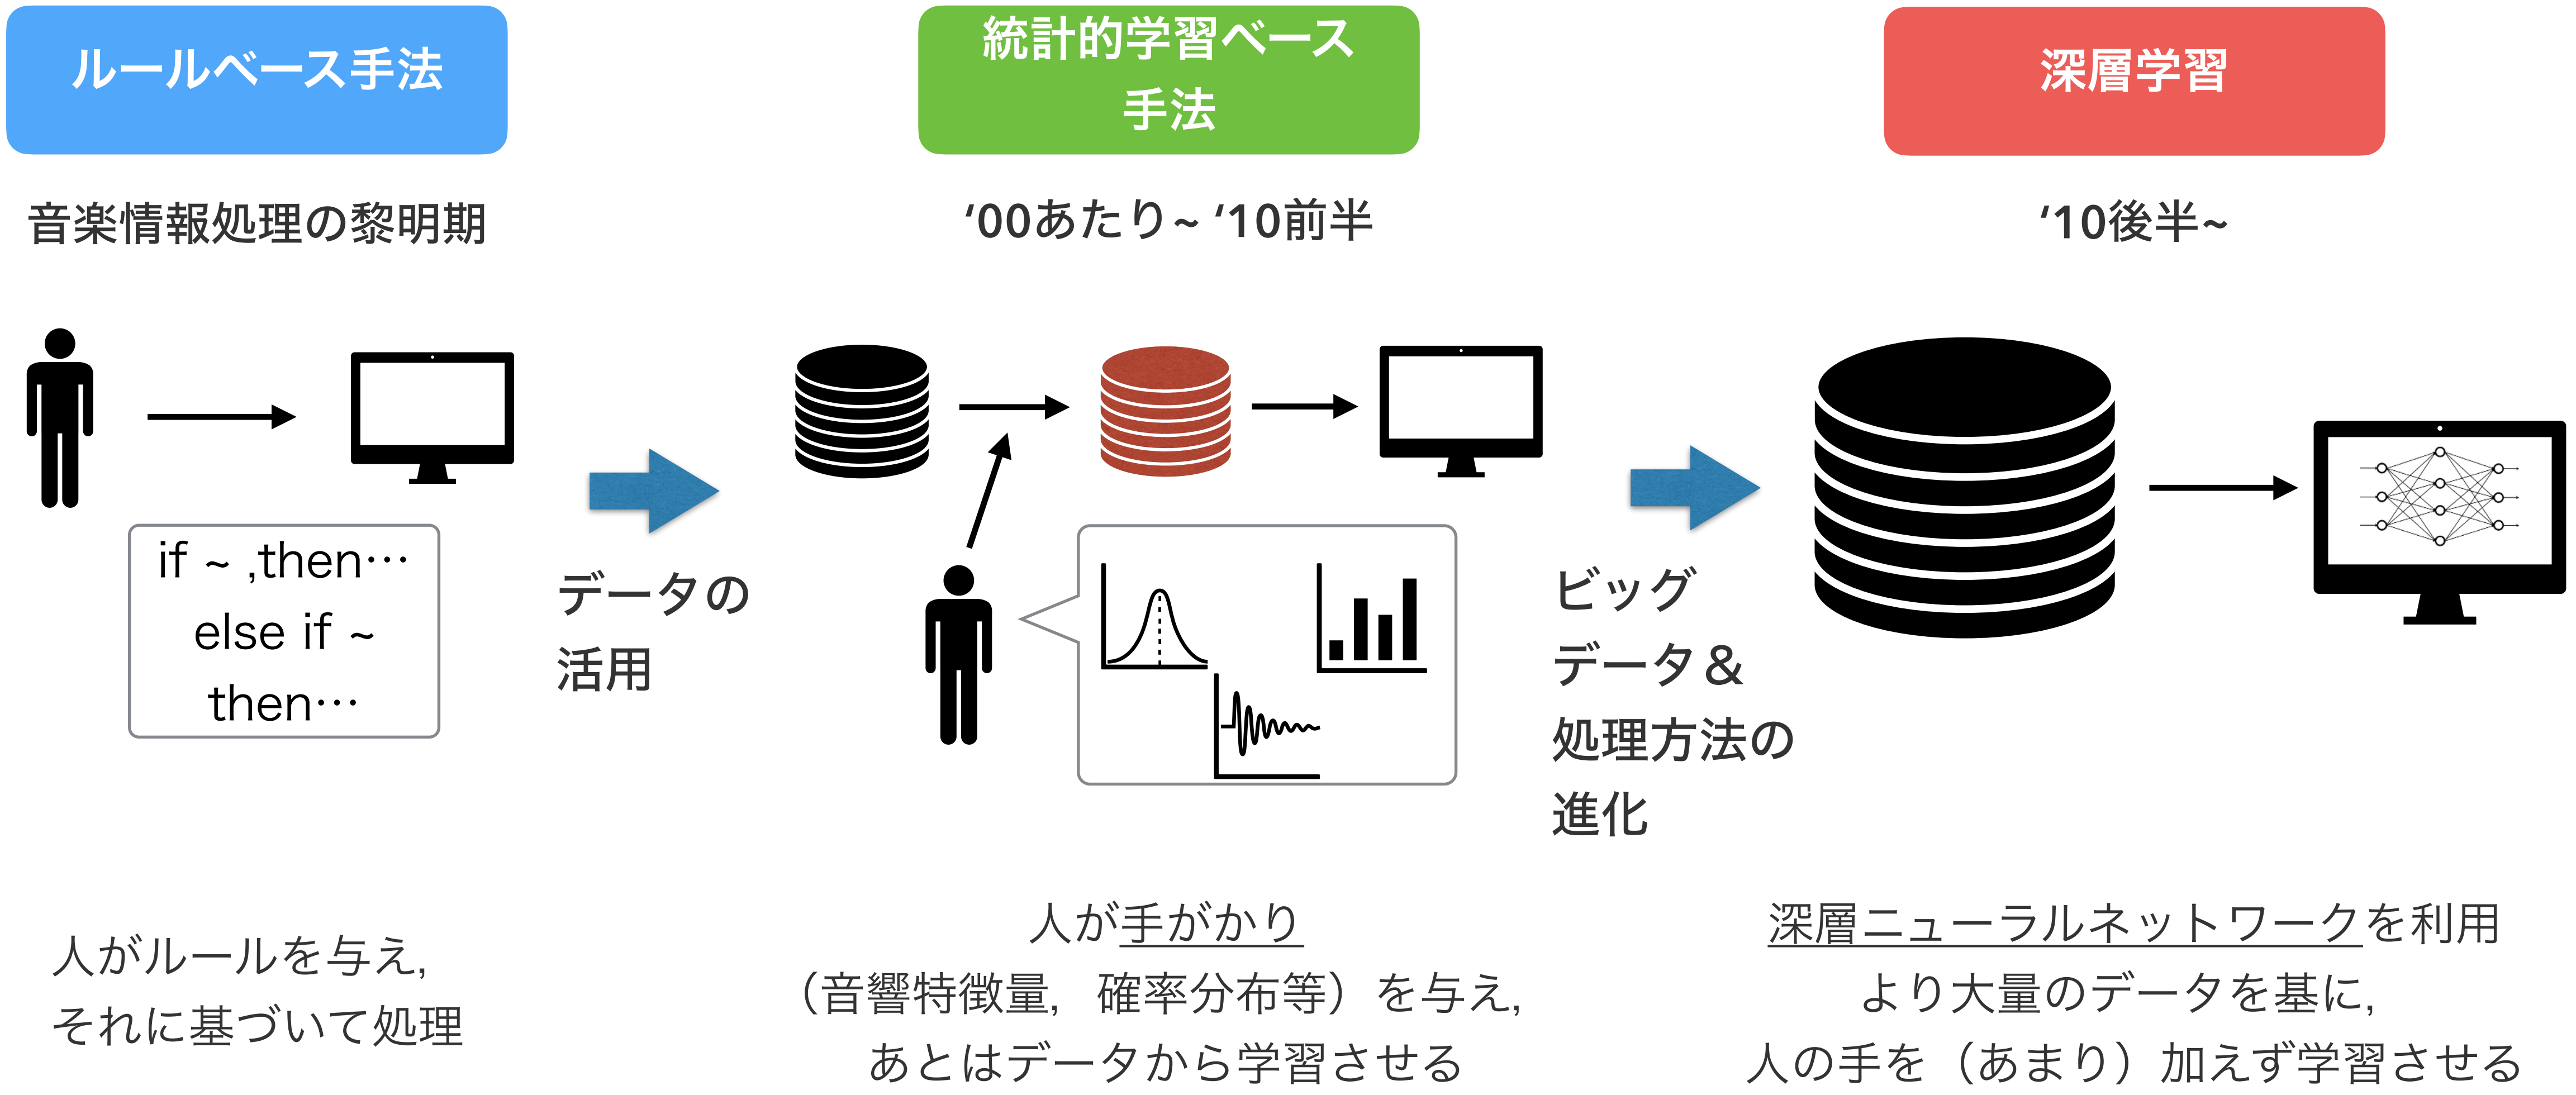 ルールベース手法
音楽情報処理の黎明期
if ~ ,then…
else if ~
then…
人がルールを与え,
それに基づいて処理
データの
活用
統計的学習ベース
手法
‘00あたり~ ‘10前半
人が手がかり
（音響特徴量，確率分布等）を与え,
あとはデータから学習させる
ビッグ
データ＆
処理方法の
進化
深層学習
’10後半~
深層ニューラルネットワークを利用
より大量のデータを基に,
人の手を（あまり）加えず学習させる